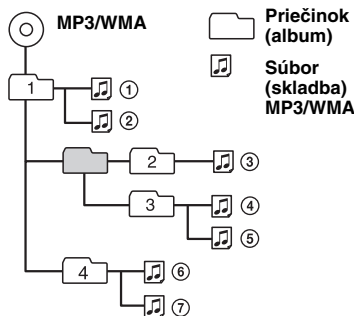 MP3/WMA
Priečinok
(album)
Súbor
(skladba)
MP3/WMA
1
①
②
2
③
3
④
⑤
4
⑥
⑦